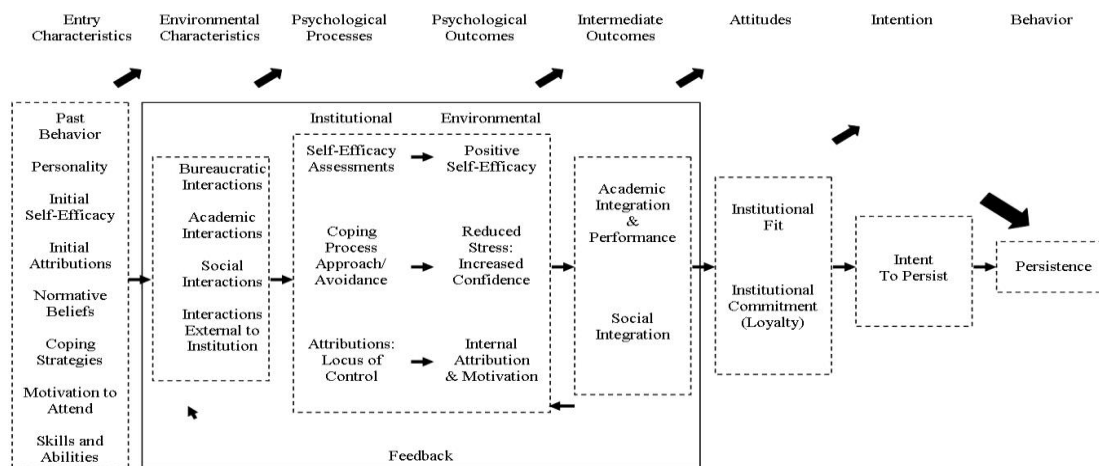 Entry
Characteristics
Environmental
Characteristics
Psychological
Processes
Psychological
Outcomes
Intermediate
Outcomes
Attitudes
Intention
Behavior
Past
Behavior
Personality
Initial
Self-Efficacy
Initial
Attributions
Normative
Beliefs
Coping
Strategies
Motivation to
Attend
Skills and
Abilities
Bureaucratic
Interactions
Academic
Interactions
Social
Interactions
Interactions
External to
Institution
Institutional
Environmental
Self-Efficacy
Assessments
Positive
Self-Efficacy
Coping
Process
Approach/
Avoidance
Reduced
Stress:
Increased
Confidence
Attributions:
Locus of
Control
Internal
Attribution
& Motivation
Academic
Integration
&
Performance
Social
Integration
Institutional
Fit
Institutional
Commitment
(Loyalty)
Intent
To Persist
Persistence
Feedback